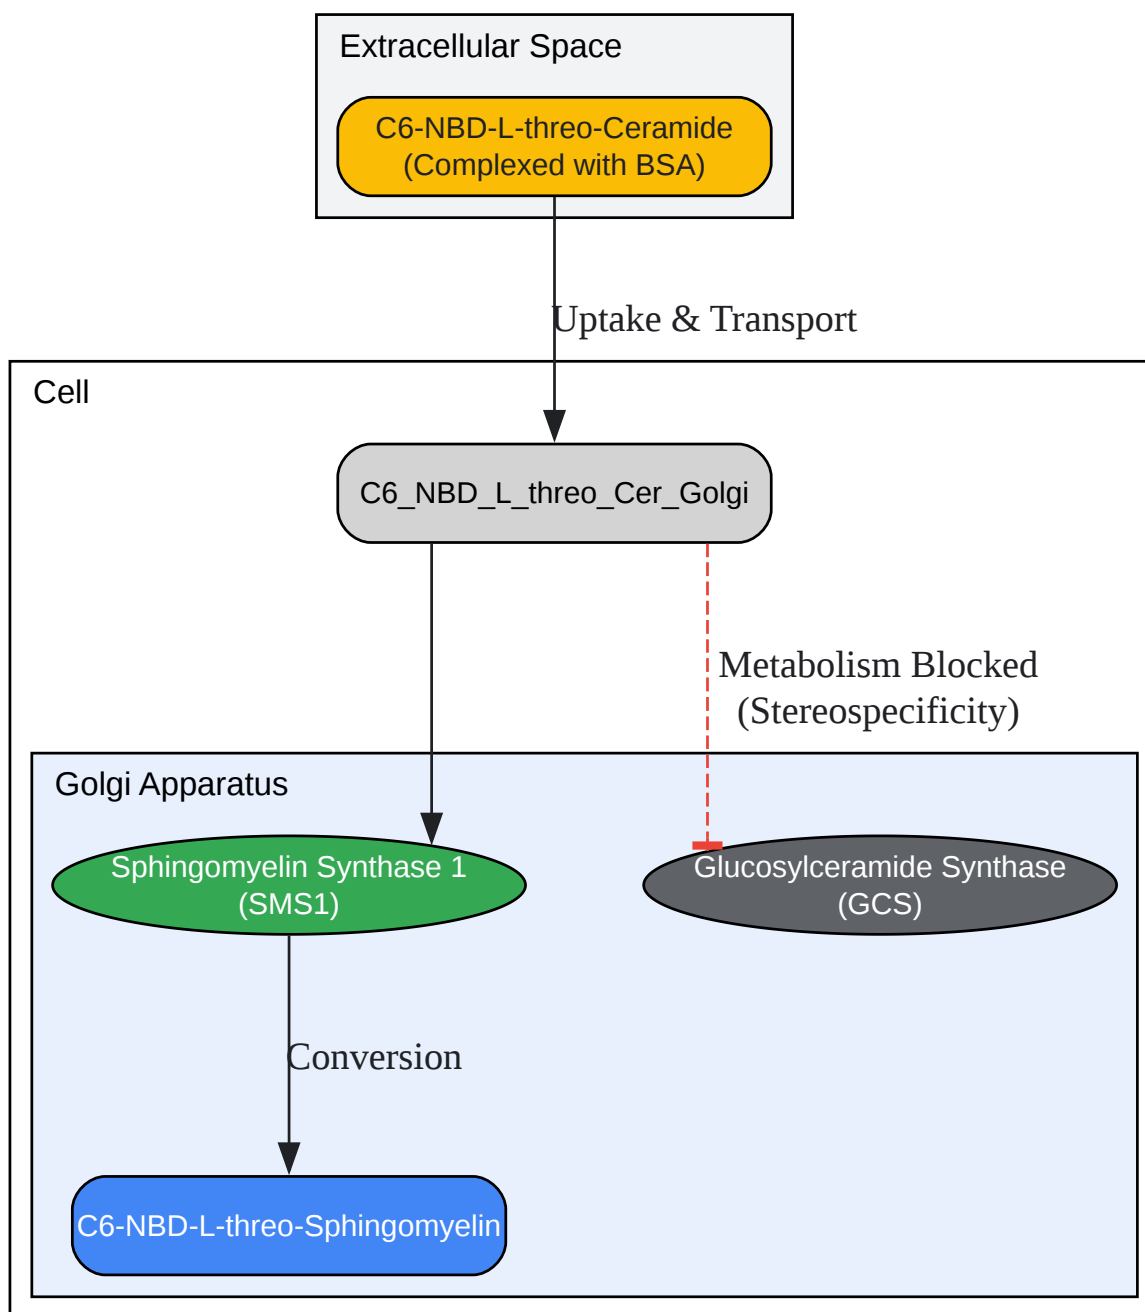 Extracellular Space
C6-NBD-L-threo-Ceramide
(Complexed with BSA)
Uptake & Transport
Cell
C6_NBD_L_threo_Cer_Golgi
Metabolism Blocked
(Stereospecificity)
Golgi Apparatus
Sphingomyelin Synthase 1
(SMS1)
Glucosylceramide Synthase
(GCS)
Conversion
C6-NBD-L-threo-Sphingomyelin